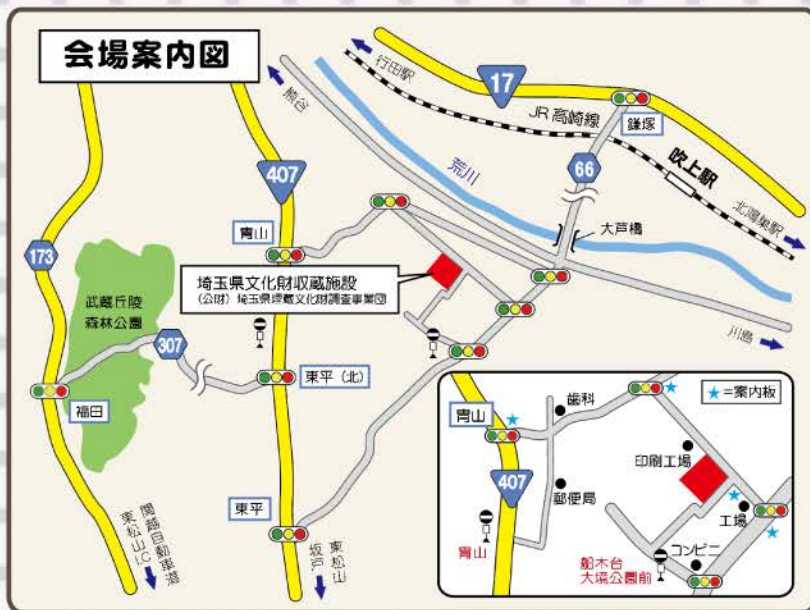 会場案内図
行田駅
17
JR高崎線
鎌塚
熊谷
荒川
66
吹上駅
北鴻巣駅
407
冑山
大芦橋
173
埼玉県文化財収蔵施設
(公財)埼玉県埋蔵文化財調査事業団
武蔵丘陵
森林公園
307
川島
福田
東平(北)
東平
関越自動車道
東松山IC
東松山
坂戸
歯科
★=案内板
冑山
印刷工場
407
郵便局
工場
冑山
船木台
大境公園前
コンビニ